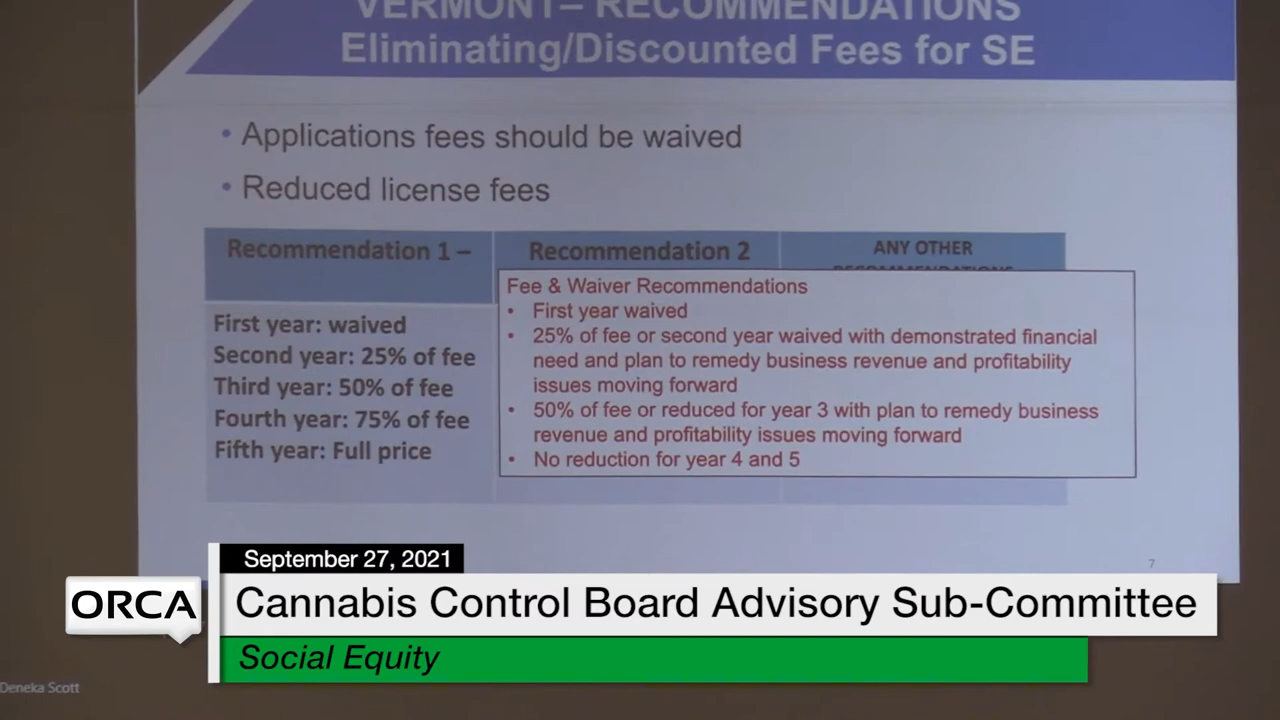 VERMONT– RECOMMENDATIONS
Eliminating/Discounted Fees for SE
• Applications fees should be waived
• Reduced license fees
Recommendation 1 –
Recommendation 2
ANY OTHER
RECOMMENDATIONS
First year: waived
Second year: 25% of fee
Third year: 50% of fee
Fourth year: 75% of fee
Fifth year: Full price
Fee & Waiver Recommendations
• First year waived
• 25% of fee or second year waived with demonstrated financial
need and plan to remedy business revenue and profitability
issues moving forward
• 50% of fee or reduced for year 3 with plan to remedy business
revenue and profitability issues moving forward
• No reduction for year 4 and 5
7
September 27, 2021
ORCA
Cannabis Control Board Advisory Sub-Committee
Social Equity
Deneka Scott